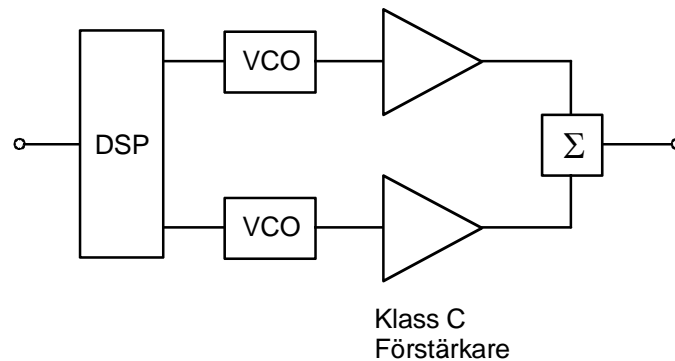 VCO
DSP
Σ
VCO
Klass C
Förstärkare